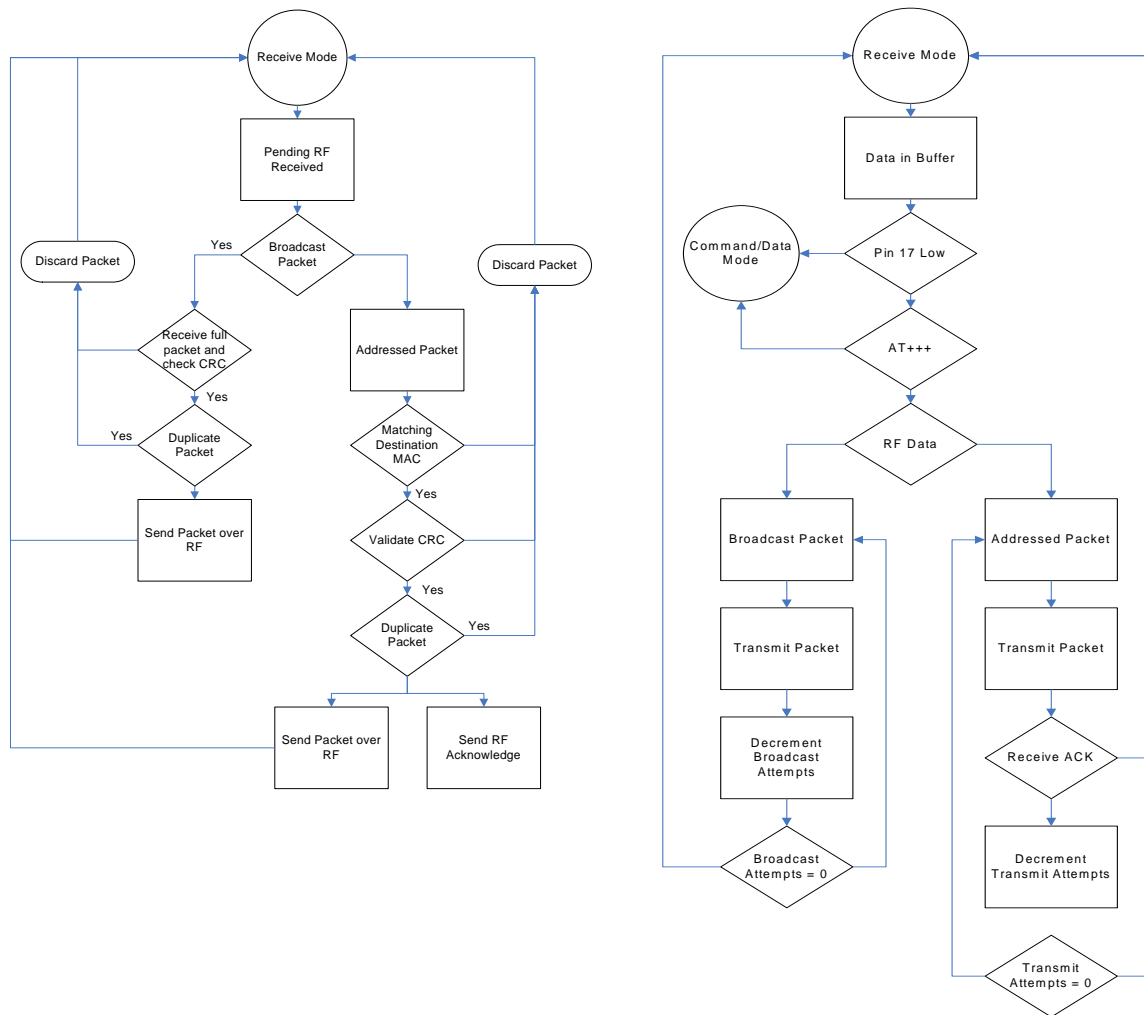 Receive Mode
Pending RF
Received
Yes
Broadcast
Packet
Discard Packet
Discard Packet
Receive full
packet and
check CRC
Addressed Packet
Yes
Yes
Duplicate
Packet
Matching
Destination
MAC
Yes
Send Packet over
RF
Validate CRC
Yes
Duplicate
Packet
Yes
Send Packet over
RF
Send RF
Acknowledge
Receive Mode
Data in Buffer
Command/Data
Mode
Pin 17 Low
AT+++
RF Data
Broadcast Packet
Addressed Packet
Transmit Packet
Transmit Packet
Decrement
Broadcast
Attempts
Receive ACK
Broadcast
Attempts = 0
Decrement
Transmit Attempts
Transmit
Attempts = 0